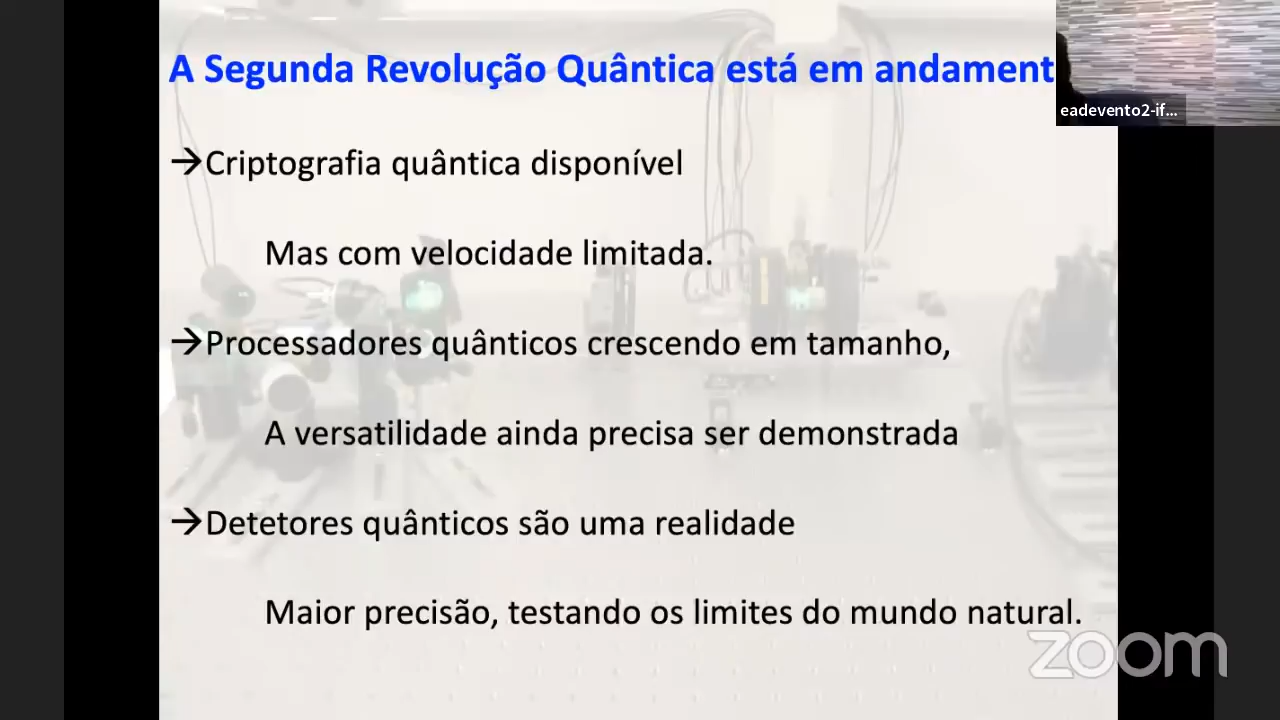 A Segunda Revolução Quântica está em andament
eadevento2-if...
→Criptografia quântica disponível
Mas com velocidade limitada.
→Processadores quânticos crescendo em tamanho,
A versatilidade ainda precisa ser demonstrada
→Detetores quânticos são uma realidade
Maior precisão, testando os limites do mundo natural.
zoom